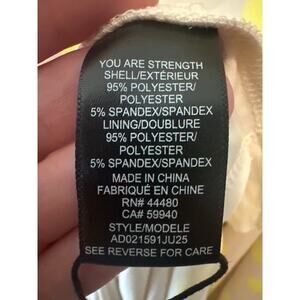 YOU ARE STRENGTH
SHELL/EXTÉRIEUR
95% POLYESTER/
POLYESTER
5% SPANDEX/SPANDEX
LINING/DOUBLURE
95% POLYESTER/
POLYESTER
5% SPANDEX/SPANDEX
MADE IN CHINA
FABRIQUÉ EN CHINE
RN# 44480
CA# 59940
STYLE/MODELE
AD021591JU25
SEE REVERSE FOR CARE